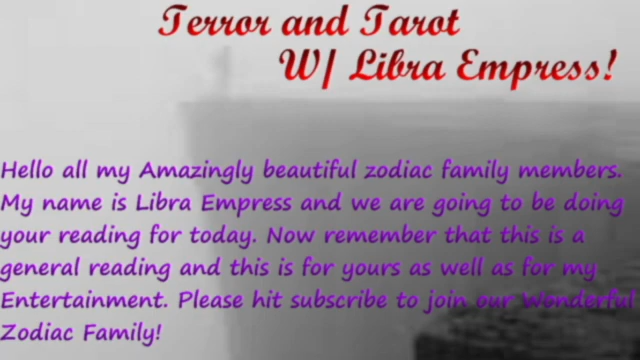 Terror and Tarot
W/ Libra Empress!
Hello all my Amazingly beautiful zodiac family members.
My name is Libra Empress and we are going to be doing
your reading for today. Now remember that this is a
general reading and this is for yours as well as for my
Entertainment. Please hit subscribe to join our Wonderful
Zodiac Family!